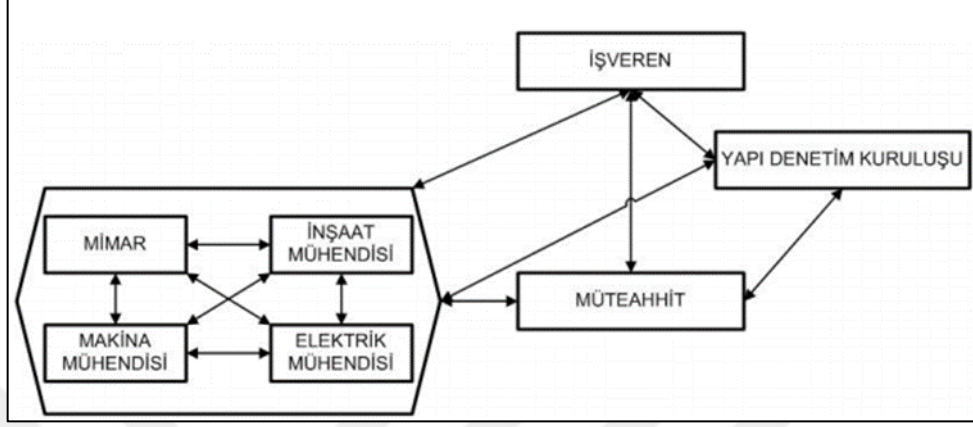 İŞVEREN
YAPI DENETİM KURULUŞU
MİMAR
İNŞAAT
MÜHENDİSİ
MÜTEAHHİT
MAKİNA
MÜHENDİSİ
ELEKTRİK
MÜHENDİSİ